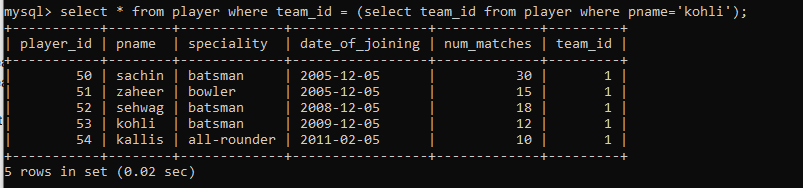 mysql> select * from player where team_id = (select team_id from player where pname='kohli');
+-----------+--------+-------------+-----------------+-------------+---------+
| player_id | pname  | speciality  | date_of_joining | num_matches | team_id |
+-----------+--------+-------------+-----------------+-------------+---------+
|        50 | sachin | batsman     | 2005-12-05      |          30 |       1 |
|        51 | zaheer | bowler      | 2005-12-05      |          15 |       1 |
|        52 | sehwag | batsman     | 2008-12-05      |          18 |       1 |
|        53 | kohli  | batsman     | 2009-12-05      |          12 |       1 |
|        54 | kallis | all-rounder | 2011-02-05      |          10 |       1 |
+-----------+--------+-------------+-----------------+-------------+---------+
5 rows in set (0.02 sec)